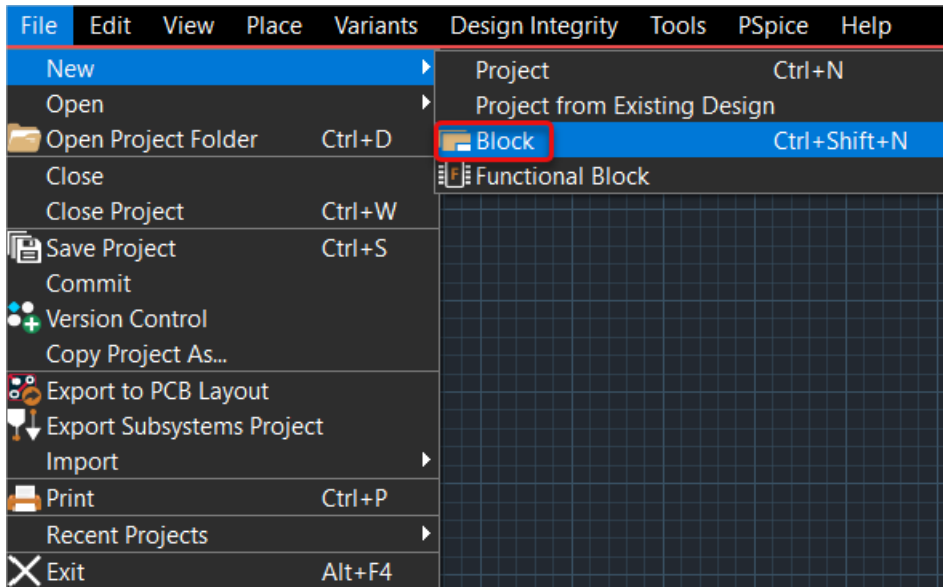 File Edit View Place Variants Design Integrity Tools PSpice Help
New
Open
Open Project Folder Ctrl+D
Close
Close Project Ctrl+W
Save Project Ctrl+S
Commit
Version Control
Copy Project As...
Export to PCB Layout
Export Subsystems Project
Import
Print Ctrl+P
Recent Projects
Exit Alt+F4
Project Ctrl+N
Project from Existing Design
Block Ctrl+Shift+N
F Functional Block